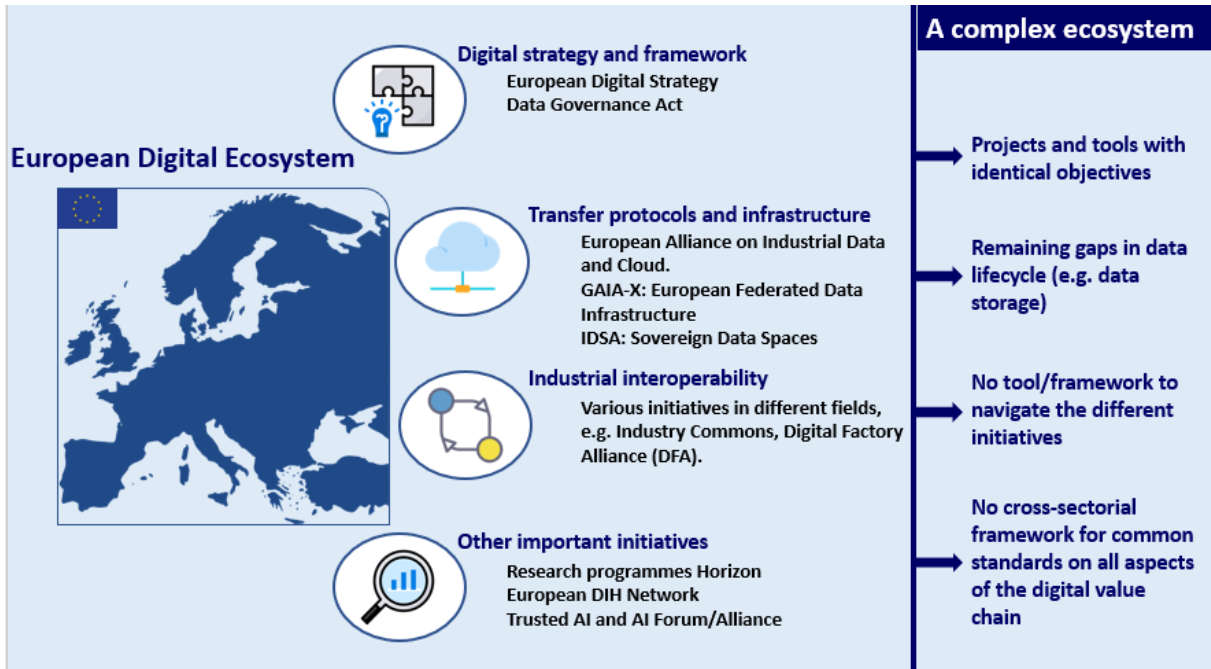 European Digital Ecosystem
Digital strategy and framework
European Digital Strategy
Data Governance Act
Transfer protocols and infrastructure
European Alliance on Industrial Data
and Cloud.
GAIA-X: European Federated Data
Infrastructure
IDSA: Sovereign Data Spaces
Industrial interoperability
Various initiatives in different fields,
e.g. Industry Commons, Digital Factory
Alliance (DFA).
Other important initiatives
Research programmes Horizon
European DIH Network
Trusted AI and AI Forum/Alliance
A complex ecosystem
Projects and tools with
identical objectives
Remaining gaps in data
lifecycle (e.g. data
storage)
No tool/framework to
navigate the different
initiatives
No cross-sectorial
framework for common
standards on all aspects
of the digital value
chain